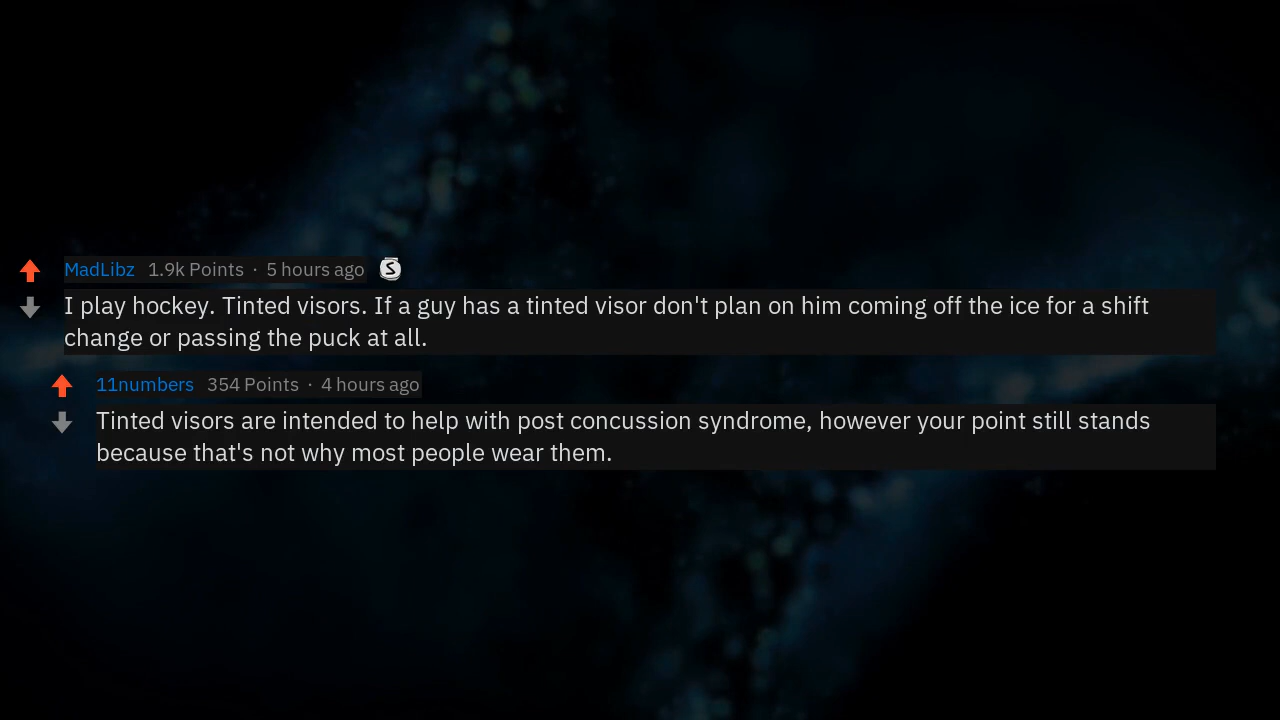 MadLibz 1.9k Points · 5 hours ago
I play hockey. Tinted visors. If a guy has a tinted visor don't plan on him coming off the ice for a shift
change or passing the puck at all.
11numbers 354 Points · 4 hours ago
Tinted visors are intended to help with post concussion syndrome, however your point still stands
because that's not why most people wear them.